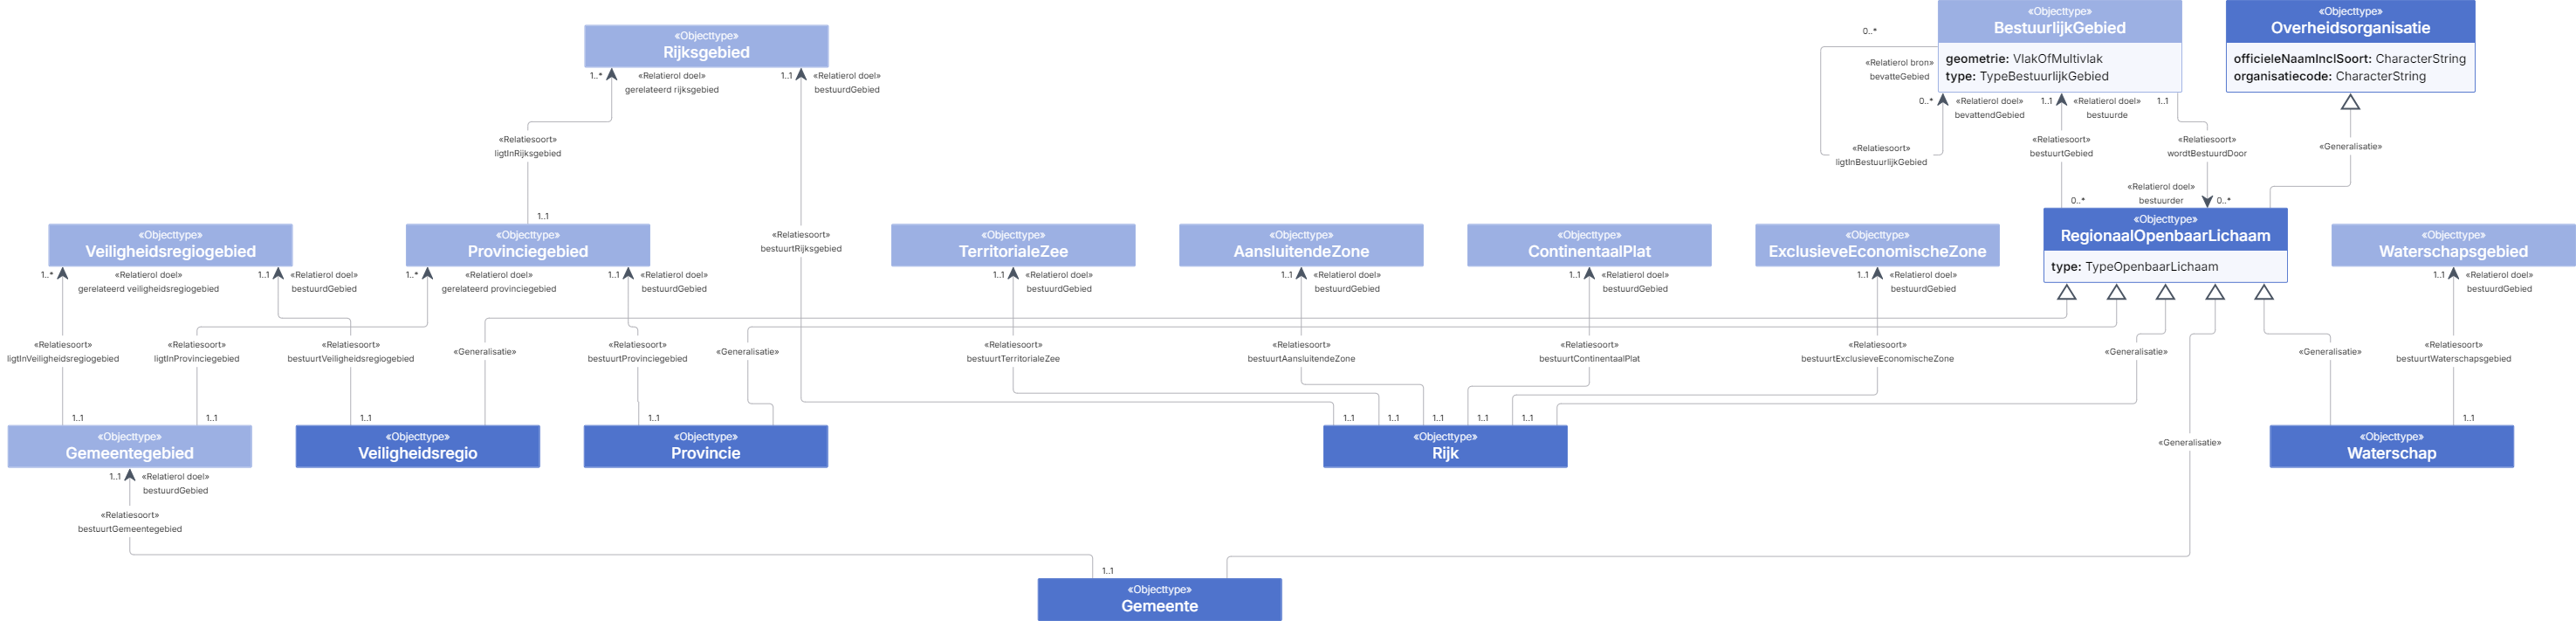 «Objecttype»
Rijksgebied
1..*
«Relatierol doel»
gerelateerd rijksgebied
1..1
«Relatierol doel»
bestuurdGebied
«Objecttype»
BestuurlijkGebied
geometrie: VlakOfMultivlak
type: TypeBestuurlijkGebied
«Objecttype»
Overheidsorganisatie
officieleNaamInclSoort: CharacterString
organisatiecode: CharacterString
0..*
«Relatierol bron»
bevatteGebied
0..*
«Relatierol doel»
bevattendGebied
1..1
«Relatierol doel»
bestuurde
1..1
«Relatiesoort»
ligtInRijksgebied
«Relatiesoort»
ligtInBestuurlijkGebied
«Relatiesoort»
bestuurtGebied
«Relatiesoort»
wordtBestuurdDoor
«Generalisatie»
1..1
«Relatiesoort»
bestuurtRijksgebied
0..*
«Relatierol doel»
bestuurder
0..*
«Objecttype»
Veiligheidsregiogebied
«Objecttype»
Provinciegebied
«Objecttype»
TerritorialeZee
«Objecttype»
AansluitendeZone
«Objecttype»
ContinentaalPlat
«Objecttype»
ExclusieveEconomischeZone
«Objecttype»
RegionaalOpenbaarLichaam
type: TypeOpenbaarLichaam
«Objecttype»
Waterschapsgebied
1..*
«Relatierol doel»
gerelateerd veiligheidsregiogebied
1..1
«Relatierol doel»
bestuurdGebied
1..*
«Relatierol doel»
gerelateerd provinciegebied
1..1
«Relatierol doel»
bestuurdGebied
1..1
«Relatierol doel»
bestuurdGebied
1..1
«Relatierol doel»
bestuurdGebied
1..1
«Relatierol doel»
bestuurdGebied
1..1
«Relatierol doel»
bestuurdGebied
1..1
«Relatierol doel»
bestuurdGebied
«Relatiesoort»
ligtInVeiligheidsregiogebied
«Relatiesoort»
ligtInProvinciegebied
«Relatiesoort»
bestuurtVeiligheidsregiogebied
«Generalisatie»
«Relatiesoort»
bestuurtProvinciegebied
«Generalisatie»
«Relatiesoort»
bestuurtTerritorialeZee
«Relatiesoort»
bestuurtAansluitendeZone
«Relatiesoort»
bestuurtContinentaalPlat
«Relatiesoort»
bestuurtExclusieveEconomischeZone
«Generalisatie»
«Generalisatie»
«Relatiesoort»
bestuurtWaterschapsgebied
1..1
1..1
1..1
1..1
1..1
1..1
1..1
1..1
1..1
1..1
«Objecttype»
Gemeentegebied
«Objecttype»
Veiligheidsregio
«Objecttype»
Provincie
«Objecttype»
Rijk
«Generalisatie»
«Objecttype»
Waterschap
1..1
«Relatierol doel»
bestuurdGebied
«Relatiesoort»
bestuurtGemeentegebied
1..1
«Objecttype»
Gemeente